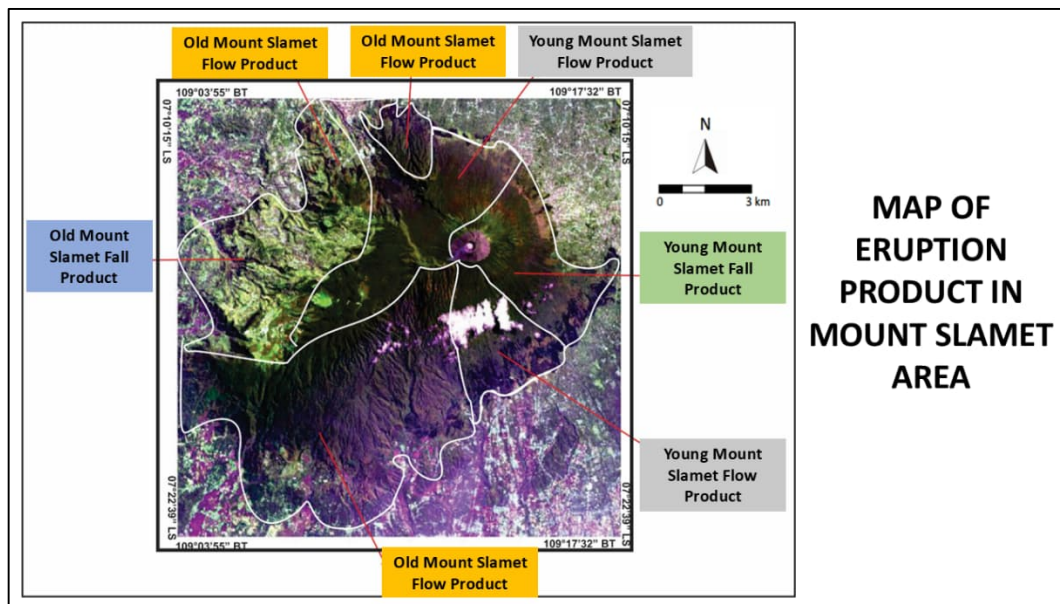 Old Mount Slamet
Flow Product
Old Mount Slamet
Flow Product
Young Mount Slamet
Flow Product
109°03'55" BT
109°17'32" BT
07°10'15" LS
07°10'15" LS
N
0 3 km
MAP OF
ERUPTION
PRODUCT IN
MOUNT SLAMET
AREA
Old Mount
Slamet Fall
Product
Young Mount
Slamet Fall
Product
Young Mount
Slamet Flow
Product
07°22'39" LS
07°22'39" LS
109°03'55" BT
109°17'32" BT
Old Mount Slamet
Flow Product